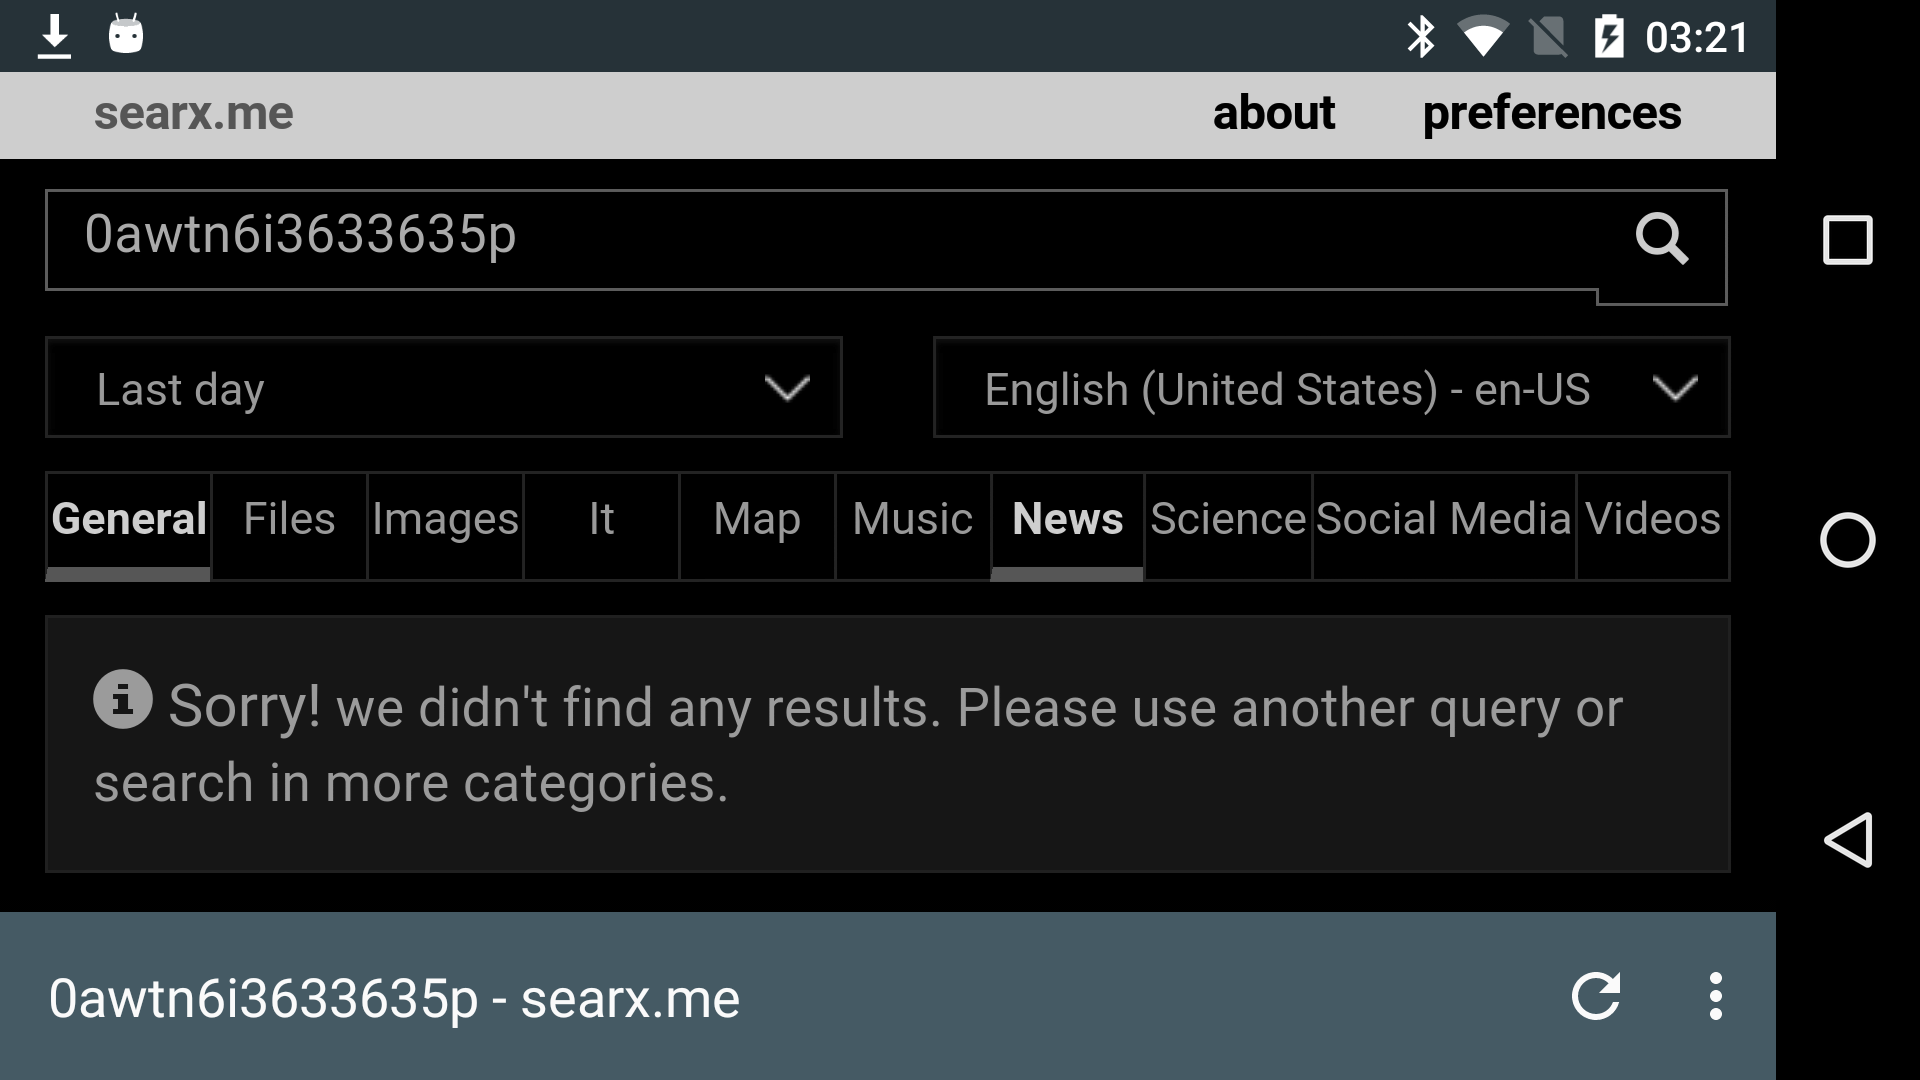 03:21
searx.me about preferences
0awtn6i3633635p
Last day English (United States) - en-US
General Files Images It Map Music News Science Social Media Videos
Sorry! we didn't find any results. Please use another query or
search in more categories.
0awtn6i3633635p - searx.me